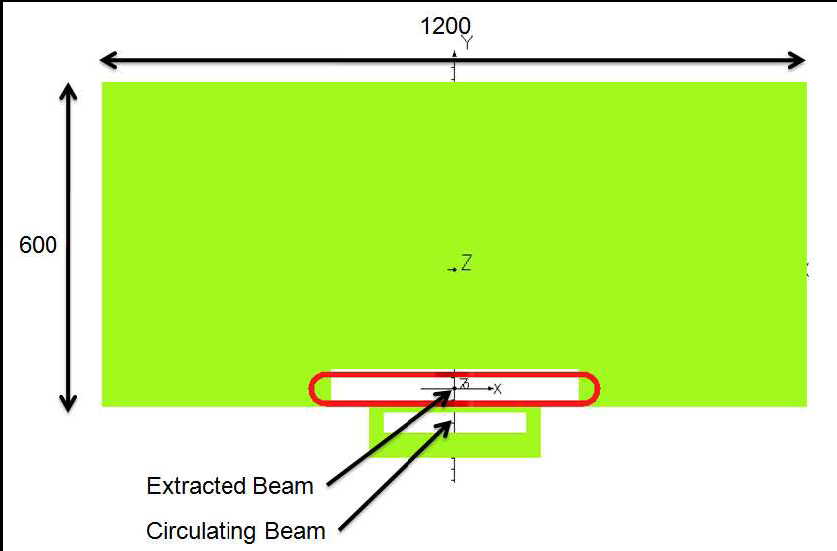 1200
Y
600
Z
X
Extracted Beam
Circulating Beam